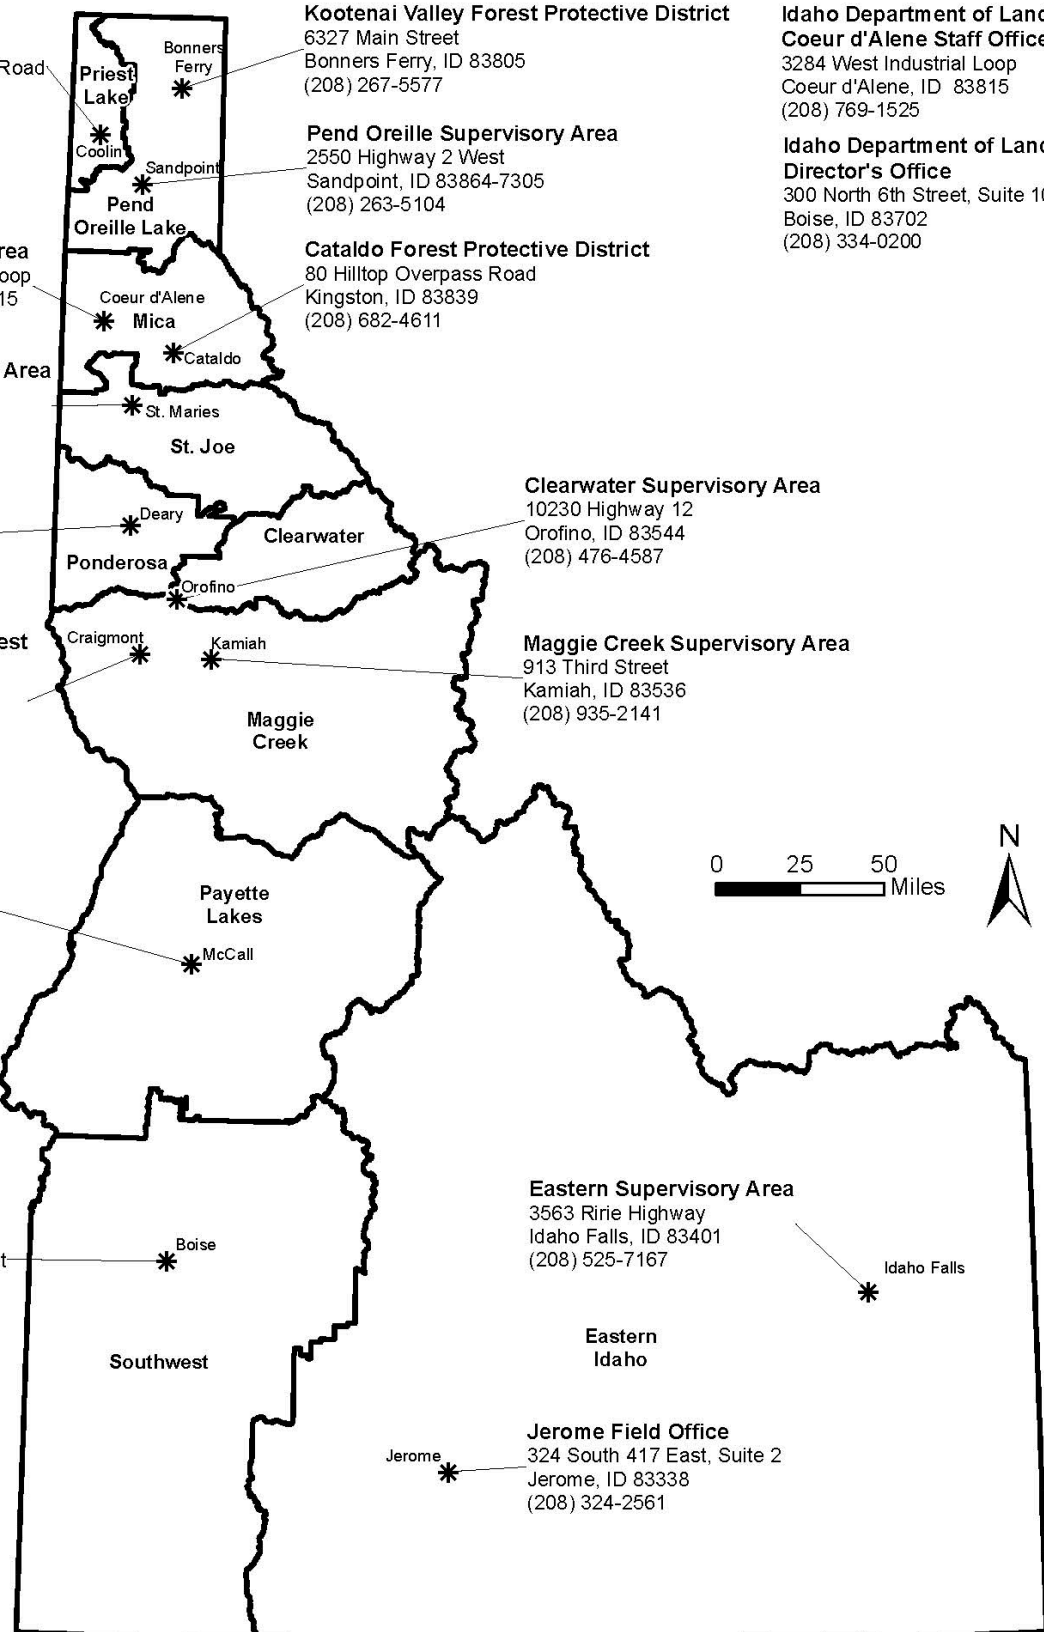 Kootenai Valley Forest Protective District
6327 Main Street
Bonners Ferry, ID 83805
(208) 267-5577
Idaho Department of
Coeur d'Alene Staff Office
3284 West Industrial Loop
Coeur d'Alene, ID 83815
(208) 769-1525
Idaho Department of
Director's Office
300 North 6th Street, Suite
Boise, ID 83702
(208) 334-0200
Road
Priest
Lake
Bonners
Ferry
Coolin
Sandpoint
Pend
Oreille Lake
Pend Oreille Supervisory Area
2550 Highway 2 West
Sandpoint, ID 83864-7305
(208) 263-5104
Cataldo Forest Protective District
80 Hilltop Overpass Road
Kingston, ID 83839
(208) 682-4611
Coeur d'Alene
Mica
Cataldo
Area
St. Maries
St. Joe
Deary
Ponderosa
Clearwater
Orofino
Clearwater Supervisory Area
10230 Highway 12
Orofino, ID 83544
(208) 476-4587
Craigmont
Kamiah
Maggie
Creek
Maggie Creek Supervisory Area
913 Third Street
Kamiah, ID 83536
(208) 935-2141
N
0 25 50
Miles
Payette
Lakes
McCall
Boise
Southwest
Eastern Supervisory Area
3563 Ririe Highway
Idaho Falls, ID 83401
(208) 525-7167
Idaho Falls
Eastern
Idaho
Jerome
Jerome Field Office
324 South 417 East, Suite 2
Jerome, ID 83338
(208) 324-2561